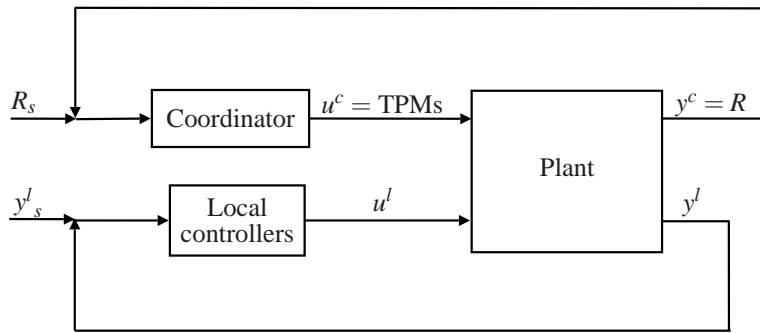 R_s
Coordinator
u^c = TPMs
y^c = R
Plant
y^l_s
Local
controllers
u^l
y^l